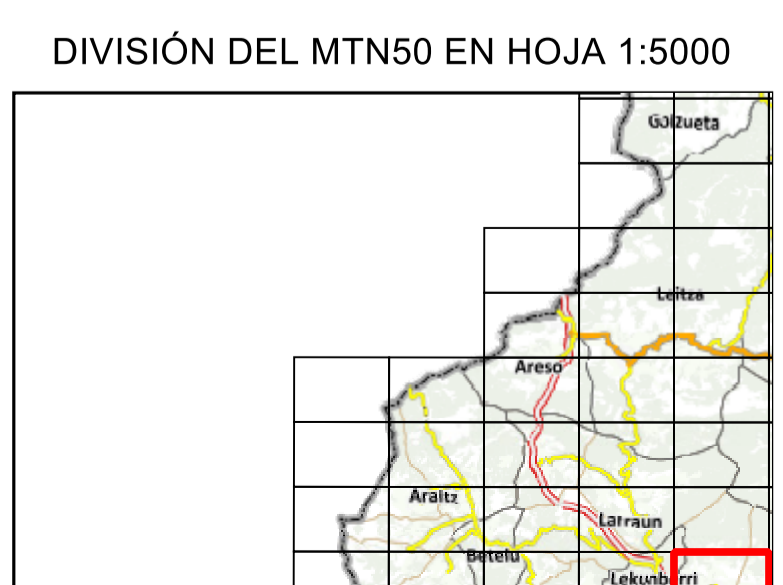 DIVISIÓN DEL MTN50 EN HOJA 1:5000
Goizueta
Leitza
Areso
Araitz
Larraun
Betelu
Lekunberri